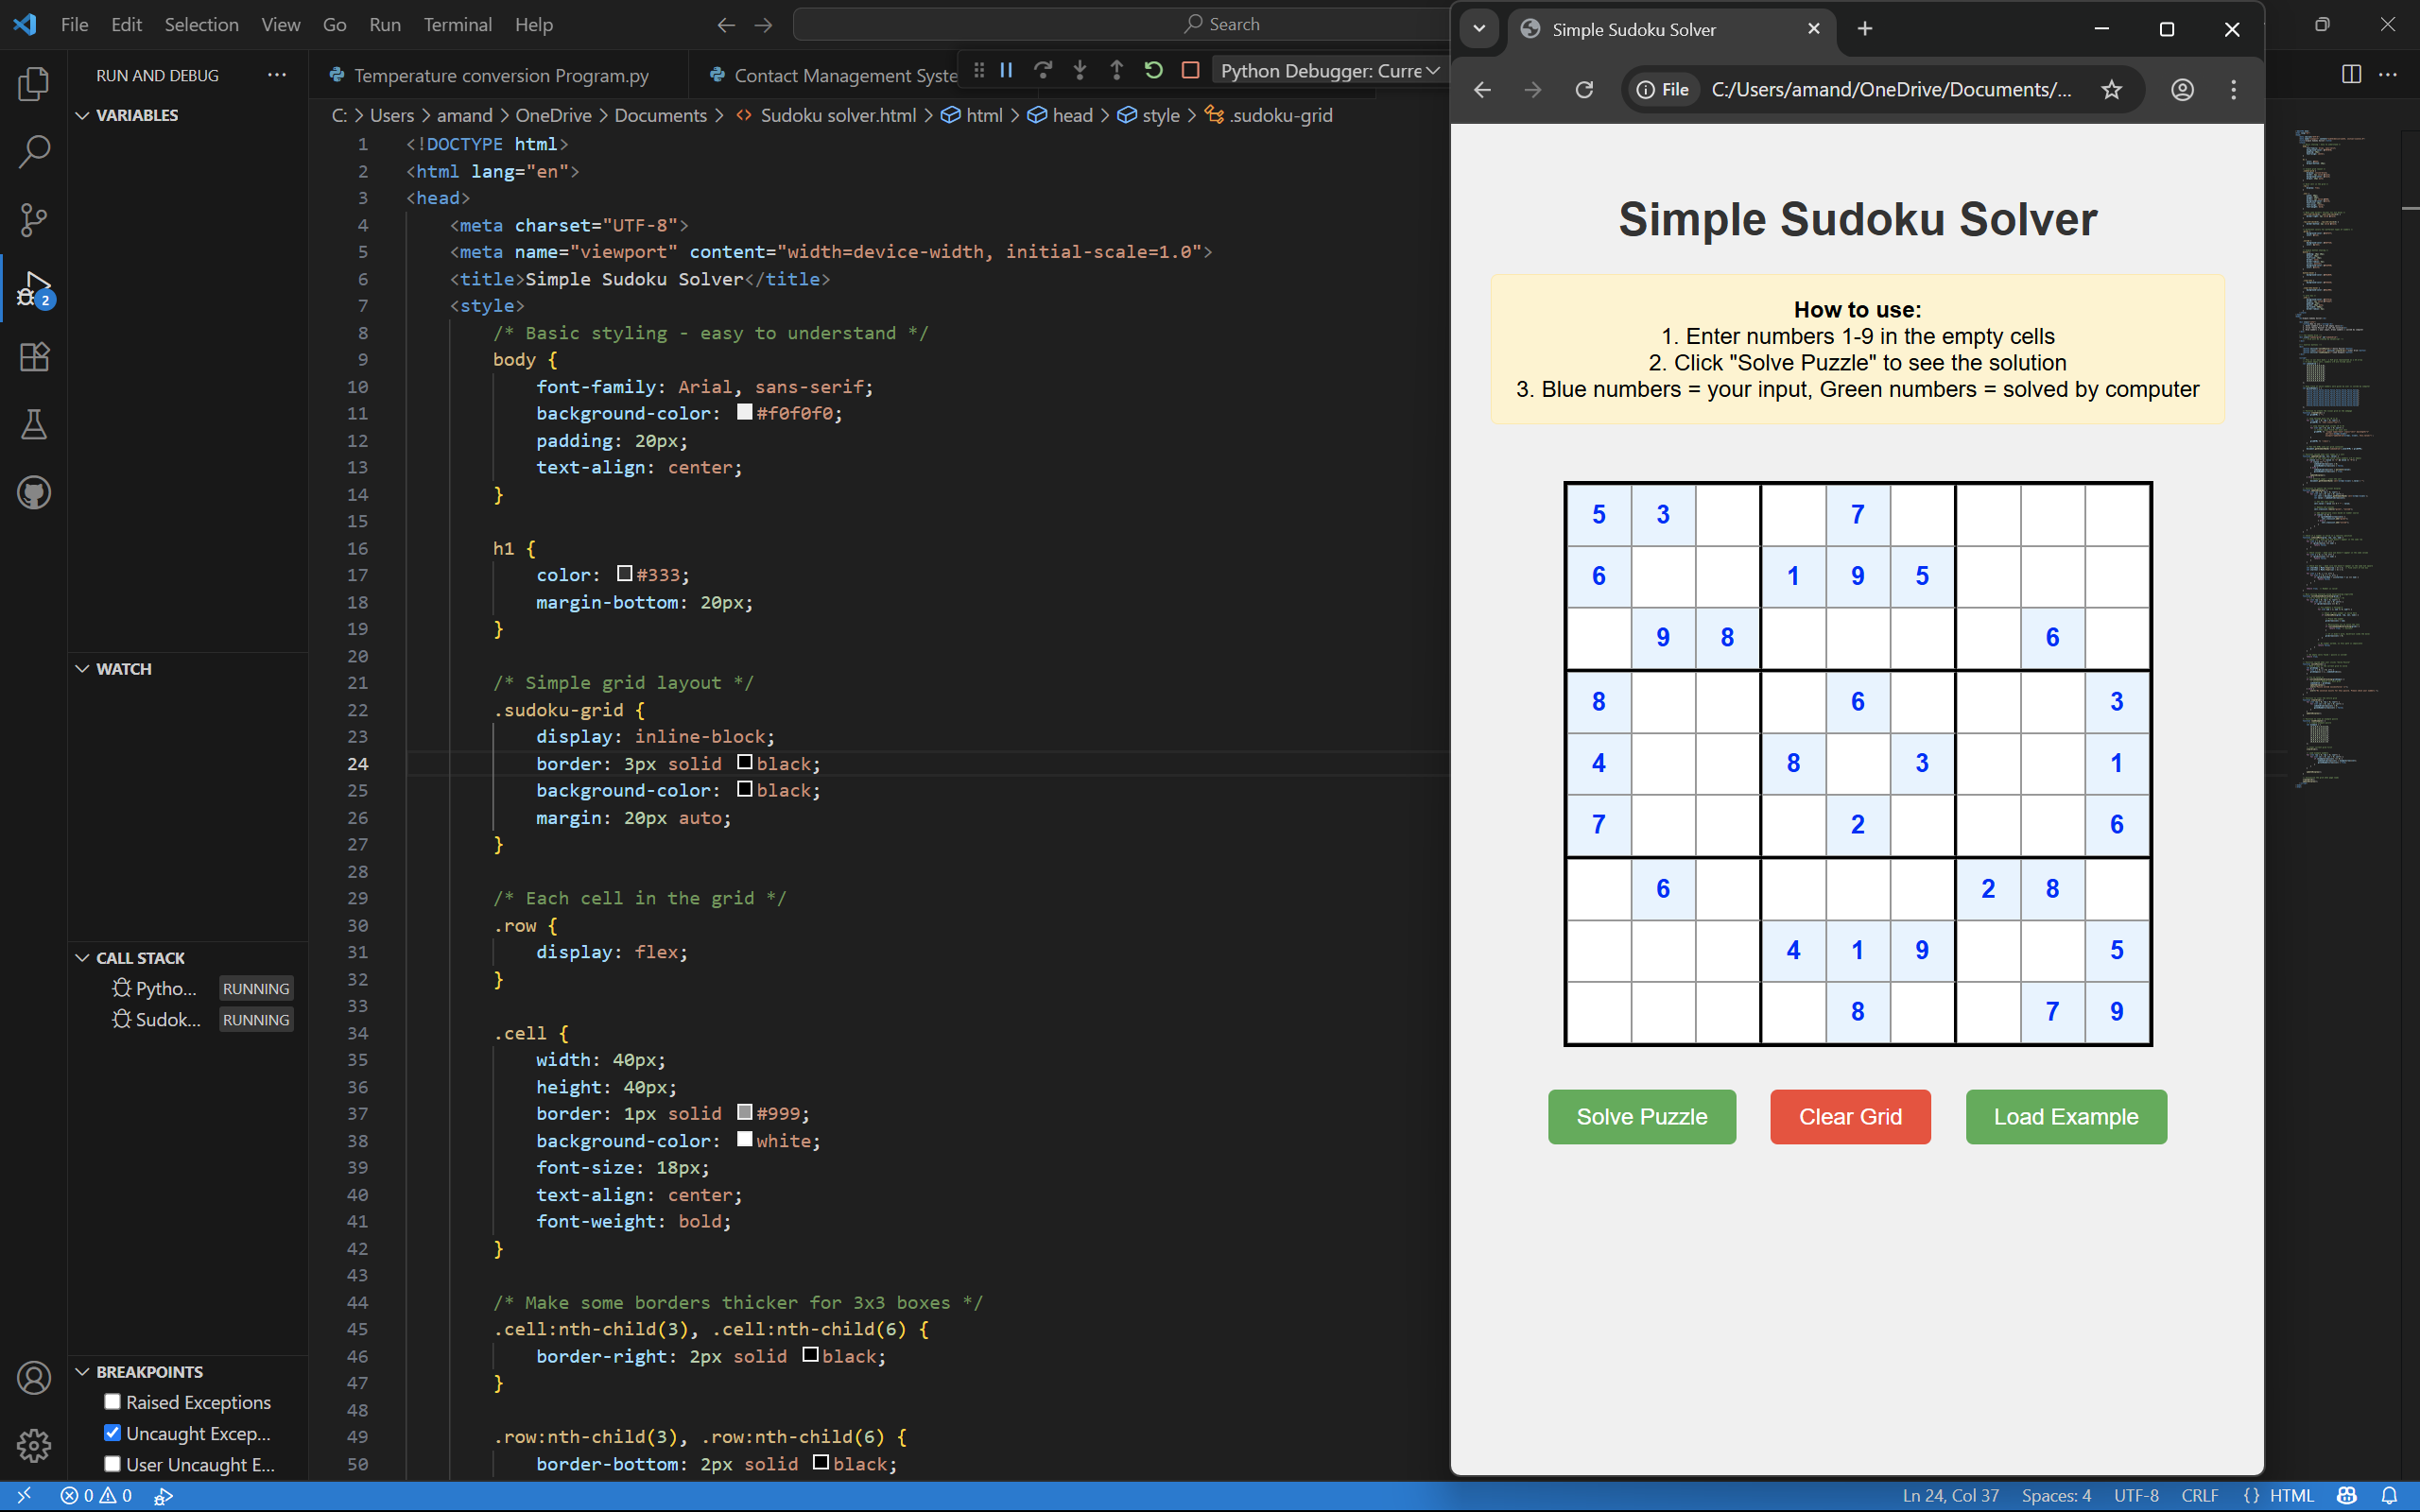 File Edit Selection View Go Run Terminal Help
Search
RUN AND DEBUG
VARIABLES
WATCH
CALL STACK
Pytho... RUNNING
Sudok... RUNNING
BREAKPOINTS
Raised Exceptions
Uncaught Excep...
User Uncaught E...
2
Temperature conversion Program.py
Contact Management Syste
Python Debugger: Curre
C: > Users > amand > OneDrive > Documents > Sudoku solver.html > html > head > style > .sudoku-grid
1 <!DOCTYPE html>
2 <html lang="en">
3 <head>
4 <meta charset="UTF-8">
5 <meta name="viewport" content="width=device-width, initial-scale=1.0">
6 <title>Simple Sudoku Solver</title>
7 <style>
8 /* Basic styling - easy to understand */
9 body {
10 font-family: Arial, sans-serif;
11 background-color: #f0f0f0;
12 padding: 20px;
13 text-align: center;
14 }
15
16 h1 {
17 color: #333;
18 margin-bottom: 20px;
19 }
20
21 /* Simple grid layout */
22 .sudoku-grid {
23 display: inline-block;
24 border: 3px solid black;
25 background-color: black;
26 margin: 20px auto;
27 }
28
29 /* Each cell in the grid */
30 .row {
31 display: flex;
32 }
33
34 .cell {
35 width: 40px;
36 height: 40px;
37 border: 1px solid #999;
38 background-color: white;
39 font-size: 18px;
40 text-align: center;
41 font-weight: bold;
42 }
43
44 /* Make some borders thicker for 3x3 boxes */
45 .cell:nth-child(3), .cell:nth-child(6) {
46 border-right: 2px solid black;
47 }
48
49 .row:nth-child(3), .row:nth-child(6) {
50 border-bottom: 2px solid black;
Simple Sudoku Solver
File C:/Users/amand/OneDrive/Documents/...
Simple Sudoku Solver
How to use:
1. Enter numbers 1-9 in the empty cells
2. Click "Solve Puzzle" to see the solution
3. Blue numbers = your input, Green numbers = solved by computer
5 3 7
6 1 9 5
9 8 6
8 6 3
4 8 3 1
7 2 6
6 2 8
4 1 9 5
8 7 9
Solve Puzzle Clear Grid Load Example
0 0
Ln 24, Col 37 Spaces: 4 UTF-8 CRLF {} HTML